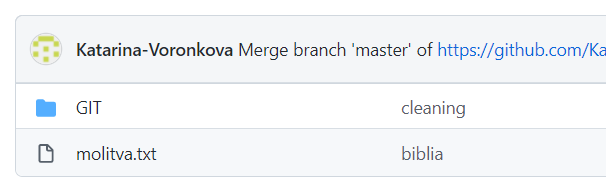 Katarina-Voronkova Merge branch 'master' of https://github.com/Ka
GIT cleaning
molitva.txt biblia